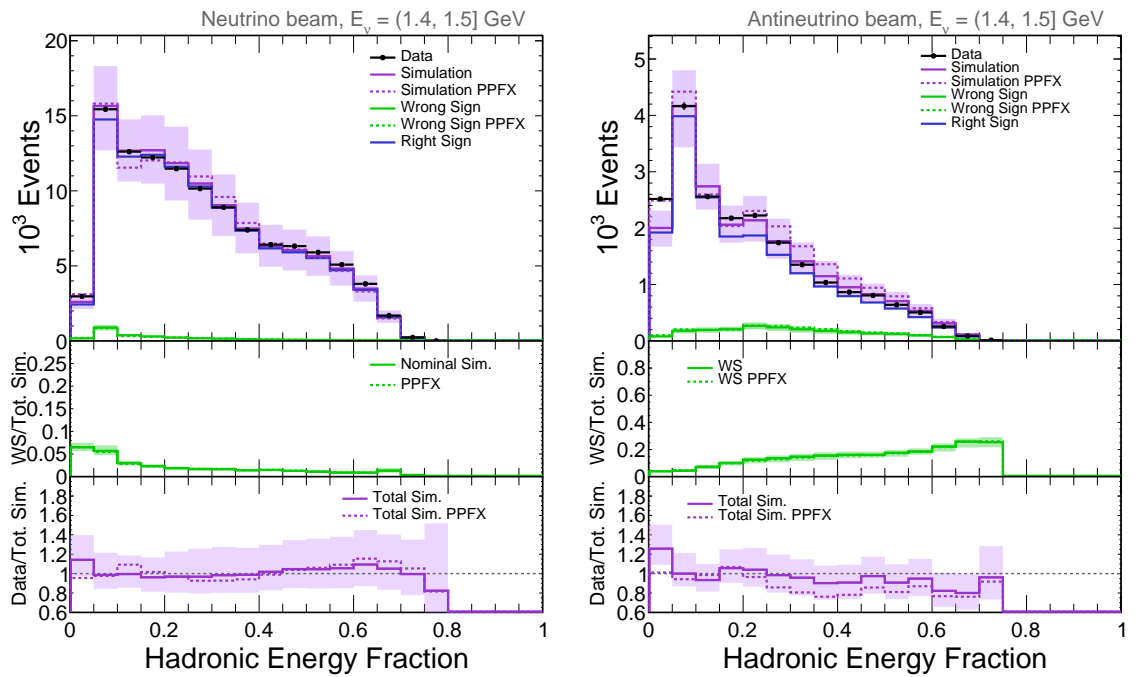 Neutrino beam, Eν = (1.4, 1.5] GeV
20
15
10
5
0
10³ Events
Data
Simulation
Simulation PPFX
Wrong Sign
Wrong Sign PPFX
Right Sign
0.25
0.2
0.15
0.1
0.05
0
WS/Tot. Sim.
Nominal Sim.
PPFX
1.8
1.6
1.4
1.2
1
0.8
0.6
Data/Tot. Sim.
Total Sim.
Total Sim. PPFX
0 0.2 0.4 0.6 0.8 1
Hadronic Energy Fraction
Antineutrino beam, Eν = (1.4, 1.5] GeV
5
4
3
2
1
0
10³ Events
Data
Simulation
Simulation PPFX
Wrong Sign
Wrong Sign PPFX
Right Sign
0.8
0.6
0.4
0.2
0
WS/Tot. Sim.
WS
WS PPFX
1.8
1.6
1.4
1.2
1
0.8
0.6
Data/Tot. Sim.
Total Sim.
Total Sim. PPFX
0 0.2 0.4 0.6 0.8 1
Hadronic Energy Fraction